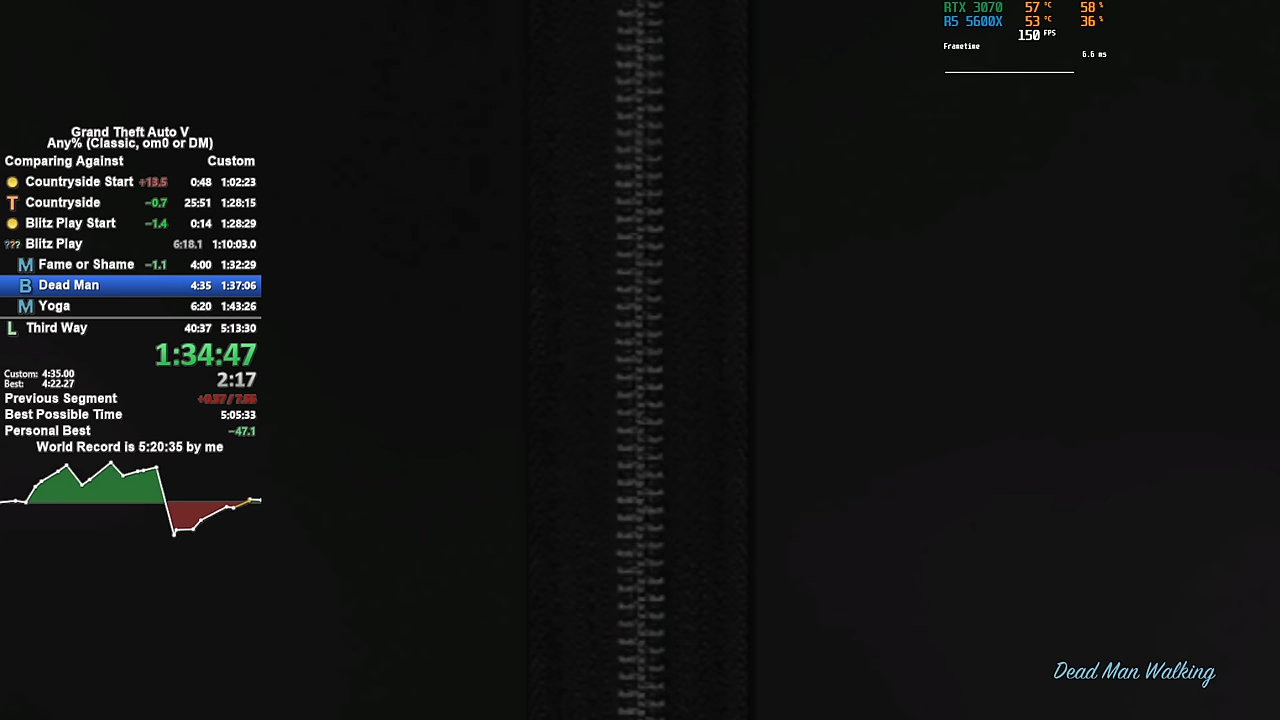 RTX 3070 57 °C 58 %
R5 5600X 53 °C 36 %
150 FPS
Frametime
6.6 ms
Grand Theft Auto V
Any% (Classic, om0 or DM)
Comparing Against Custom
Countryside Start +13.5 0:48 1:02:23
T Countryside −0.7 25:51 1:28:15
Blitz Play Start −1.4 0:14 1:28:29
??? Blitz Play 6:18.1 1:10:03.0
M Fame or Shame −1.1 4:00 1:32:29
B Dead Man 4:35 1:37:06
M Yoga 6:20 1:43:26
L Third Way 40:37 5:13:30
1:34:47
Custom: 4:35.00
Best: 4:22.27
2:17
Previous Segment
Best Possible Time 5:05:33
Personal Best −47.1
World Record is 5:20:35 by me
Dead Man Walking